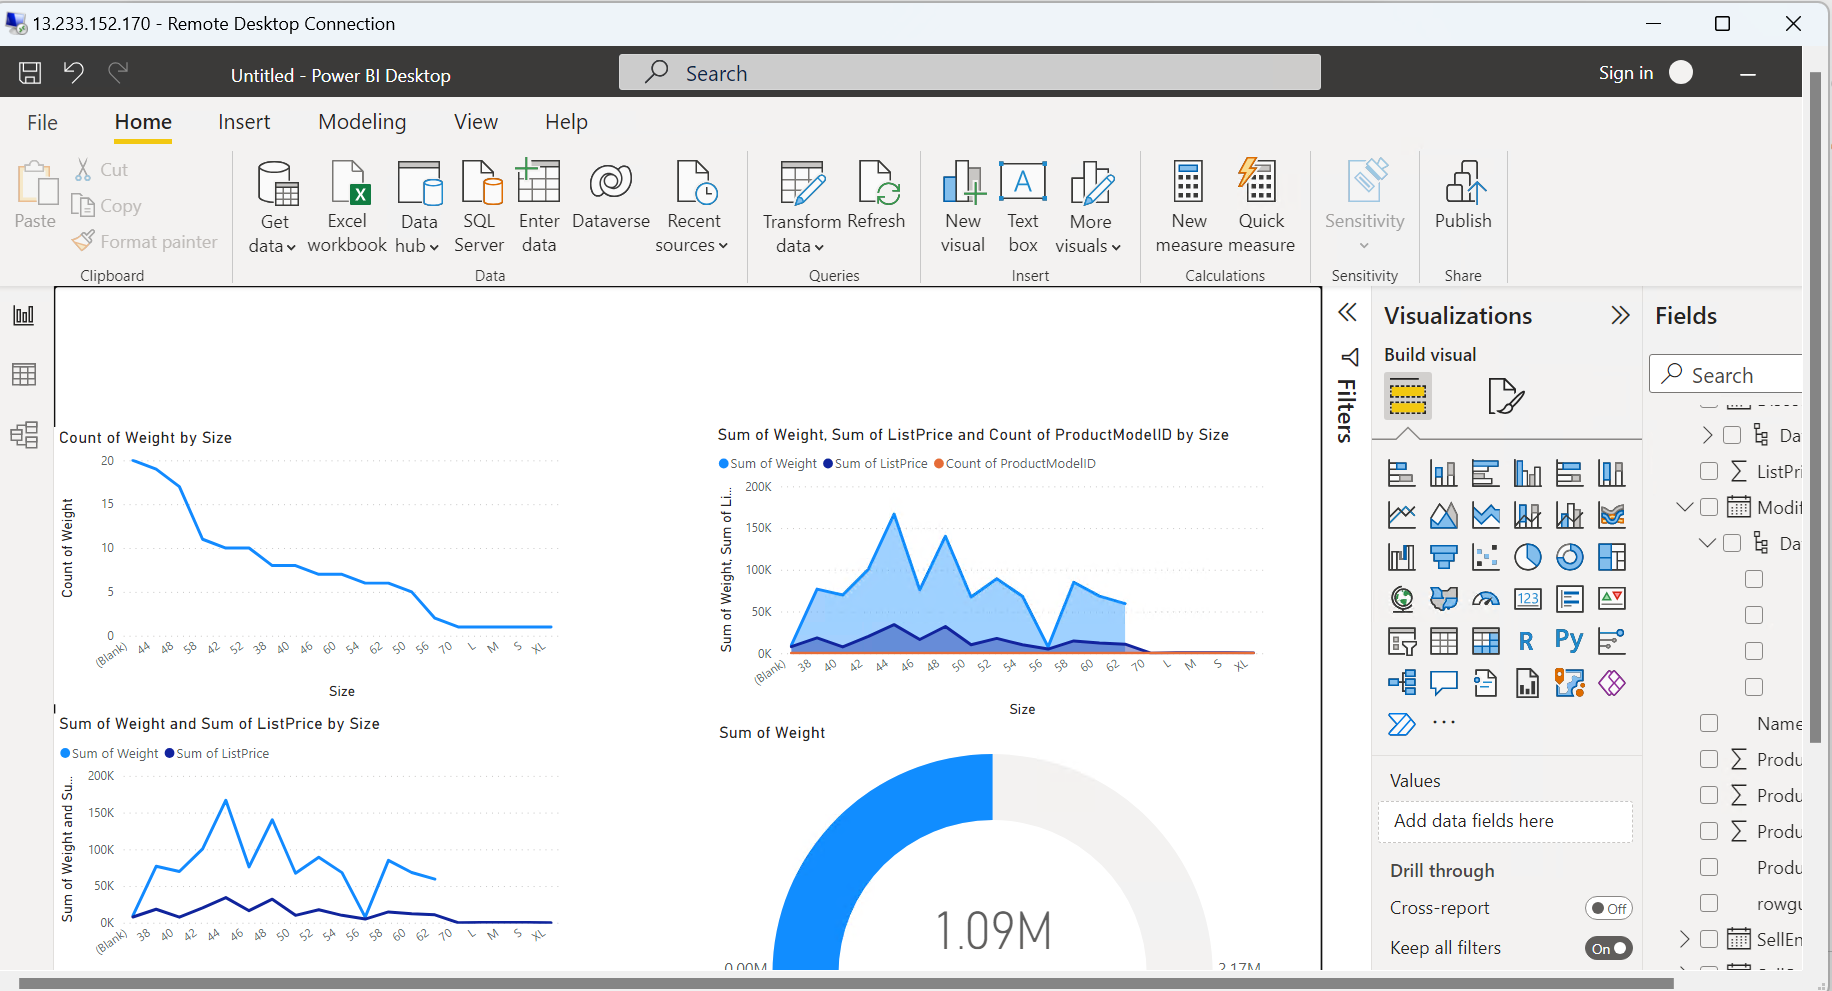 13.233.152.170 - Remote Desktop Connection
Untitled - Power BI Desktop
Search
Sign in
File Home Insert Modeling View Help
Paste
Cut
Copy
Format painter
Clipboard
Get data
Excel workbook
Data hub
SQL Server
Enter data
Dataverse
Recent sources
Data
Transform data
Refresh
Queries
New visual
Text box
More visuals
Insert
New measure
Quick measure
Calculations
Sensitivity
Sensitivity
Publish
Share
Count of Weight by Size
Count of Weight
20
15
10
5
0
(Blank) 44 48 58 42 52 38 40 46 60 54 62 50 56 70 L M S XL
Size
Sum of Weight, Sum of ListPrice and Count of ProductModelID by Size
Sum of Weight Sum of ListPrice Count of ProductModelID
Sum of Weight, Sum of Li...
200K
150K
100K
50K
0K
(Blank) 38 40 42 44 46 48 50 52 54 56 58 60 62 70 L M S XL
Size
Sum of Weight and Sum of ListPrice by Size
Sum of Weight Sum of ListPrice
Sum of Weight and Su...
200K
150K
100K
50K
0K
(Blank) 38 40 42 44 46 48 50 52 54 56 58 60 62 70 L M S XL
Sum of Weight
1.09M
0.00M
2.17M
Filters
Visualizations
Build visual
123
R
Py
...
Values
Add data fields here
Drill through
Cross-report
Off
Keep all filters
On
Fields
Search
Da
ListPri
Modif
Da
Name
Produ
Produ
Produ
Produ
rowgu
SellEn